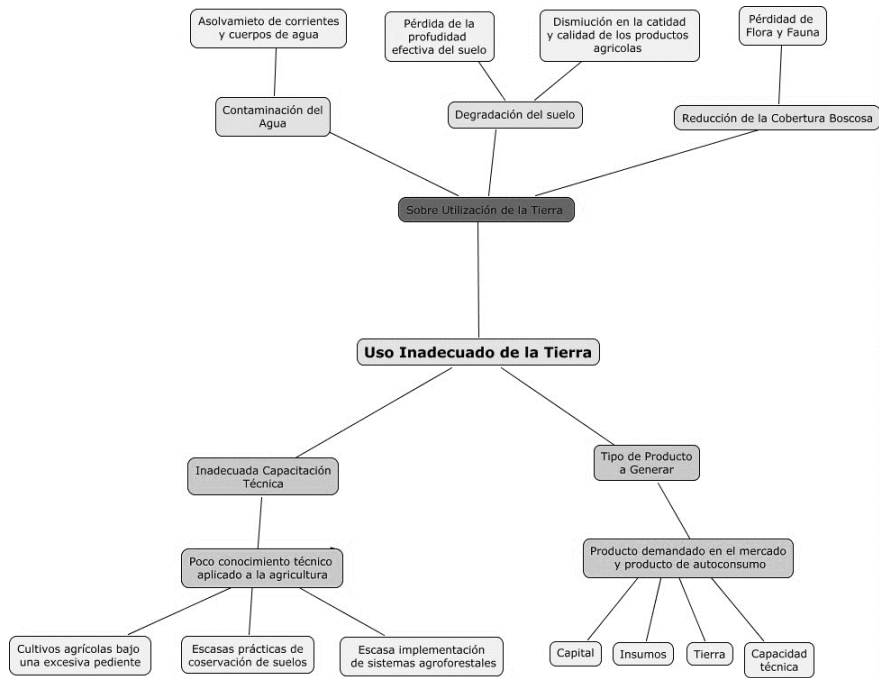 Asolvamieto de corrientes
y cuerpos de agua
Pérdida de la
profudidad
efectiva del suelo
Dismiución en la catidad
y calidad de los productos
agricolas
Pérdidad de
Flora y Fauna
Contaminación del
Agua
Degradación del suelo
Reducción de la Cobertura Boscosa
Sobre Utilización de la Tierra
Uso Inadecuado de la Tierra
Inadecuada Capacitación
Técnica
Tipo de Producto
a Generar
Poco conocimiento técnico
aplicado a la agricultura
Producto demandado en el mercado
y producto de autoconsumo
Cultivos agrícolas bajo
una excesiva pediente
Escasas prácticas de
coservación de suelos
Escasa implementación
de sistemas agroforestales
Capital
Insumos
Tierra
Capacidad
técnica